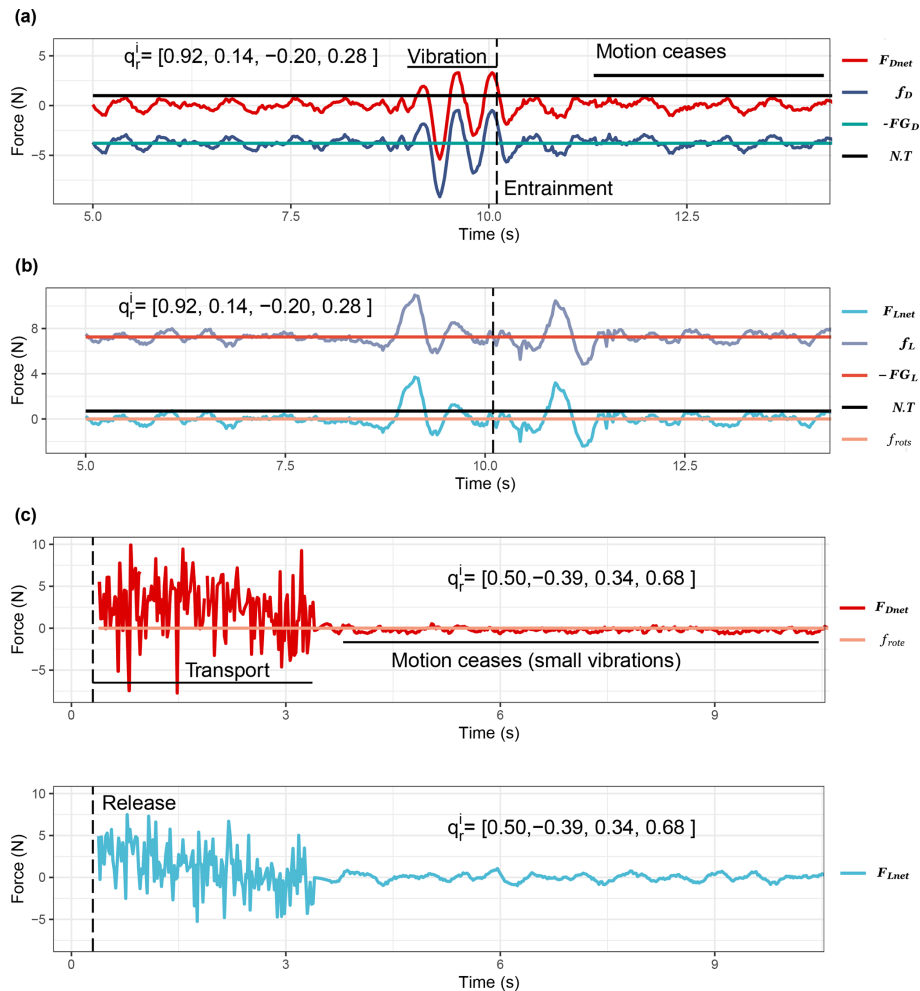 (a)
q_r^i= [0.92, 0.14, −0.20, 0.28 ]
Vibration
Motion ceases
Entrainment
Force (N)
5
0
−5
5.0 7.5 10.0 12.5
Time (s)
F_Dnet
f_D
-FG_D
N.T
(b)
q_r^i= [0.92, 0.14, −0.20, 0.28 ]
Force (N)
8
4
0
5.0 7.5 10.0 12.5
Time (s)
F_Lnet
f_L
−FG_L
N.T
f_rots
(c)
q_r^i= [0.50,−0.39, 0.34, 0.68 ]
Transport
Motion ceases (small vibrations)
Force (N)
10
5
0
−5
0 3 6 9
Time (s)
F_Dnet
f_rote
Release
q_r^i= [0.50,−0.39, 0.34, 0.68 ]
Force (N)
10
5
0
−5
0 3 6 9
Time (s)
F_Lnet